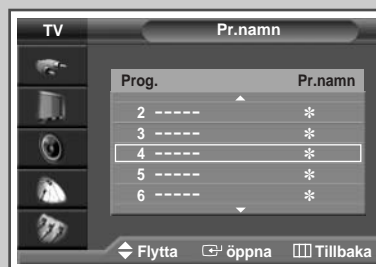 TV Pr.namn
Prog. Pr.namn
2 ----- ✻
3 ----- ✻
4 ----- ✻
5 ----- ✻
6 ----- ✻
Flytta öppna Tillbaka